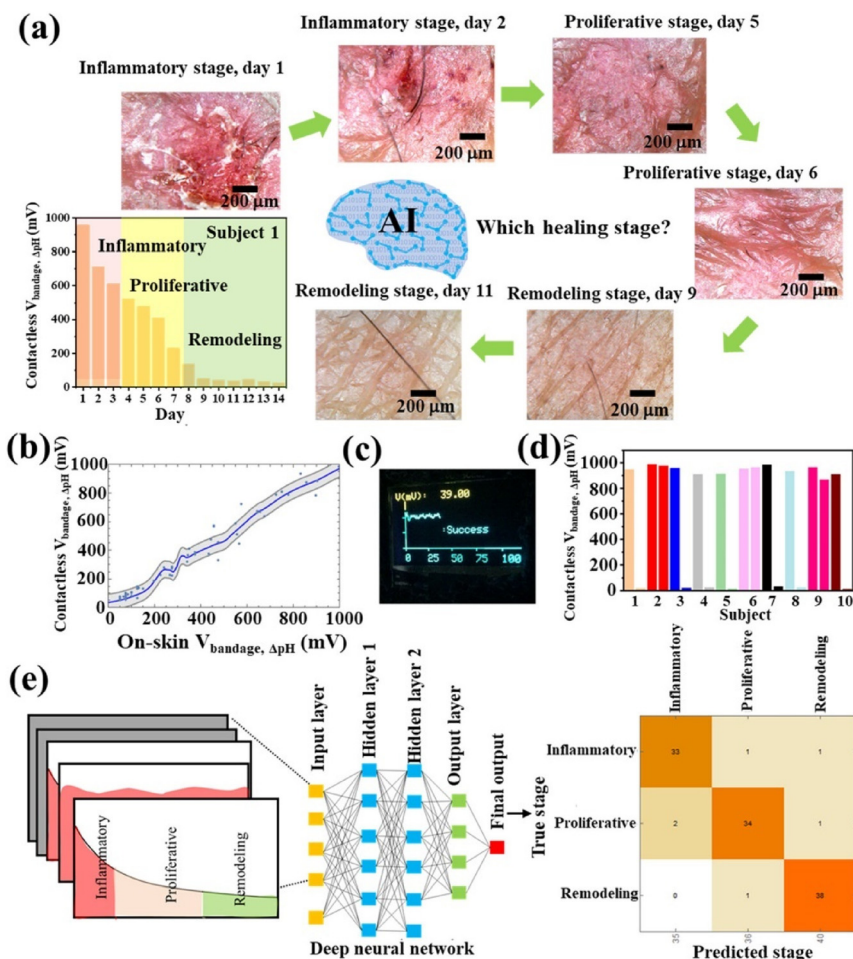 (a)
Inflammatory stage, day 1
200 μm
Inflammatory stage, day 2
200 μm
Proliferative stage, day 5
200 μm
Proliferative stage, day 6
200 μm
AI
Which healing stage?
Remodeling stage, day 11
200 μm
Remodeling stage, day 9
200 μm
Contactless V bandage, ΔpH (mV)
1000
800
600
400
200
0
Subject 1
Inflammatory
Proliferative
Remodeling
1 2 3 4 5 6 7 8 9 10 11 12 13 14
Day
(b)
Contactless V bandage, ΔpH (mV)
1000
800
600
400
200
0
0 200 400 600 800 1000
On-skin V bandage, ΔpH (mV)
(c)
V(mV): 39.00
:Success
0 25 50 75 100
(d)
Contactless V bandage, ΔpH (mV)
1000
800
600
400
200
0
1 2 3 4 5 6 7 8 9 10
Subject
(e)
Inflammatory
Proliferative
Remodeling
Input layer
Hidden layer 1
Hidden layer 2
Output layer
Final output
Deep neural network
True stage
Inflammatory
Proliferative
Remodeling
Inflammatory
33 1 1
Proliferative
2 34 1
Remodeling
0 1 38
35 36 40
Predicted stage